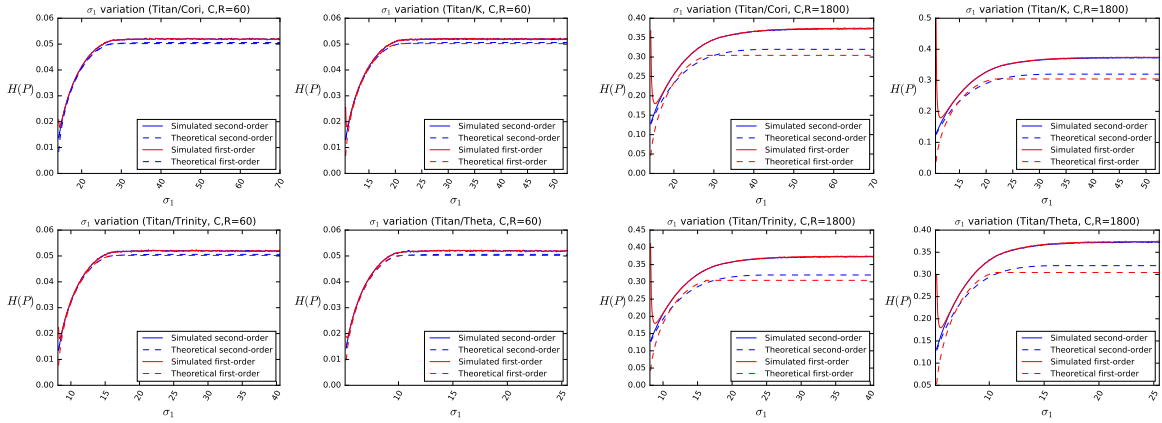 σ₁ variation (Titan/Cori, C,R=60)
0.06
0.05
0.04
0.03
0.02
0.01
0.00
H(P)
Simulated second-order
Theoretical second-order
Simulated first-order
Theoretical first-order
20
30
40
50
60
70
σ₁
σ₁ variation (Titan/K, C,R=60)
0.06
0.05
0.04
0.03
0.02
0.01
0.00
H(P)
Simulated second-order
Theoretical second-order
Simulated first-order
Theoretical first-order
15
20
25
30
35
40
45
50
σ₁
σ₁ variation (Titan/Cori, C,R=1800)
0.40
0.35
0.30
0.25
0.20
0.15
0.10
0.05
0.00
H(P)
Simulated second-order
Theoretical second-order
Simulated first-order
Theoretical first-order
20
30
40
50
60
70
σ₁
σ₁ variation (Titan/K, C,R=1800)
0.5
0.4
0.3
0.2
0.1
0.0
H(P)
Simulated second-order
Theoretical second-order
Simulated first-order
Theoretical first-order
15
20
25
30
35
40
45
50
σ₁
σ₁ variation (Titan/Trinity, C,R=60)
0.06
0.05
0.04
0.03
0.02
0.01
0.00
H(P)
Simulated second-order
Theoretical second-order
Simulated first-order
Theoretical first-order
10
15
20
25
30
35
40
σ₁
σ₁ variation (Titan/Theta, C,R=60)
0.06
0.05
0.04
0.03
0.02
0.01
0.00
H(P)
Simulated second-order
Theoretical second-order
Simulated first-order
Theoretical first-order
10
15
20
25
σ₁
σ₁ variation (Titan/Trinity, C,R=1800)
0.45
0.40
0.35
0.30
0.25
0.20
0.15
0.10
0.05
0.00
H(P)
Simulated second-order
Theoretical second-order
Simulated first-order
Theoretical first-order
10
15
20
25
30
35
40
σ₁
σ₁ variation (Titan/Theta, C,R=1800)
0.40
0.35
0.30
0.25
0.20
0.15
0.10
0.05
H(P)
Simulated second-order
Theoretical second-order
Simulated first-order
Theoretical first-order
10
15
20
25
σ₁